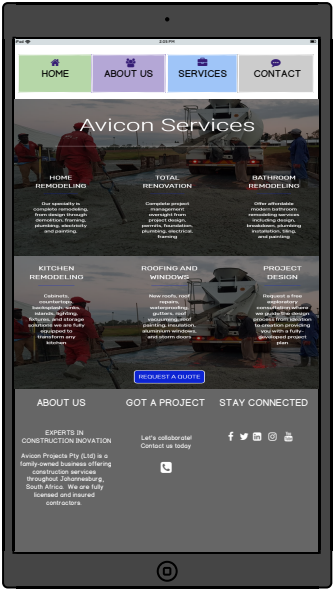 iPad
3:03 PM
HOME
ABOUT US
SERVICES
CONTACT
Avicon Services
HOME
REMODELING
Our specialty is
complete remodeling,
from design through
demolition, framing,
plumbing, electricity
and painting.
TOTAL
RENOVATION
Complete project
management
oversight from
project design,
permits, foundation,
plumbing, electrical,
framing
BATHROOM
REMODELING
Offer affordable
modern bathroom
remodeling services
including design,
breakdown, plumbing
installation, tiling,
and painting
KITCHEN
REMODELING
Cabinets,
countertop,
backsplash, sinks,
islands, lighting,
fixtures, and storage
solutions we are fully
equipped to
transform any
kitchen.
ROOFING AND
WINDOWS
New roofs, roof
repairs,
waterproofing,
gutters, roof
vacuuming, roof
painting, insulation,
aluminium windows,
and storm doors
PROJECT
DESIGN
Request a free
exploratory
consultation where
we guide the design
process from ideation
to creation providing
you with a fully-
developed project
plan.
REQUEST A QUOTE
ABOUT US
EXPERTS IN
CONSTRUCTION INOVATION
Avicon Projects Pty (Ltd) is a
family-owned business offering
construction services
throughout Johannesburg,
South Africa. We are fully
licensed and insured
contractors.
GOT A PROJECT
Let's collaborate!
Contact us today
STAY CONNECTED